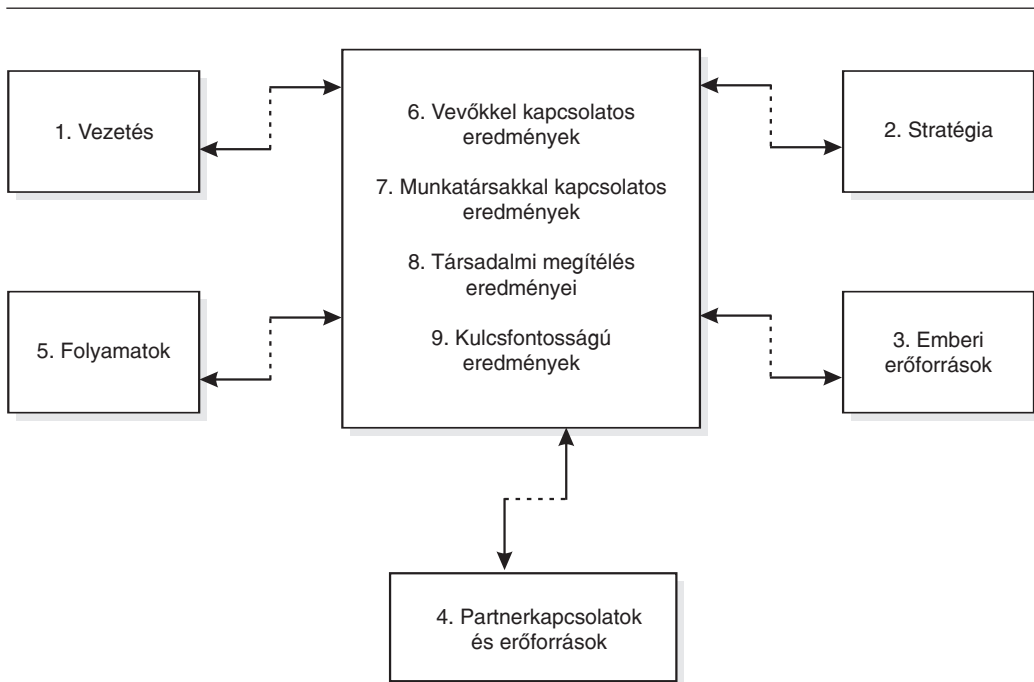 1. Vezetés
6. Vevőkkel kapcsolatos
eredmények
7. Munkatársakkal kapcsolatos
eredmények
8. Társadalmi megítélés
eredményei
9. Kulcsfontosságú
eredmények
2. Stratégia
5. Folyamatok
3. Emberi
erőforrások
4. Partnerkapcsolatok
és erőforrások